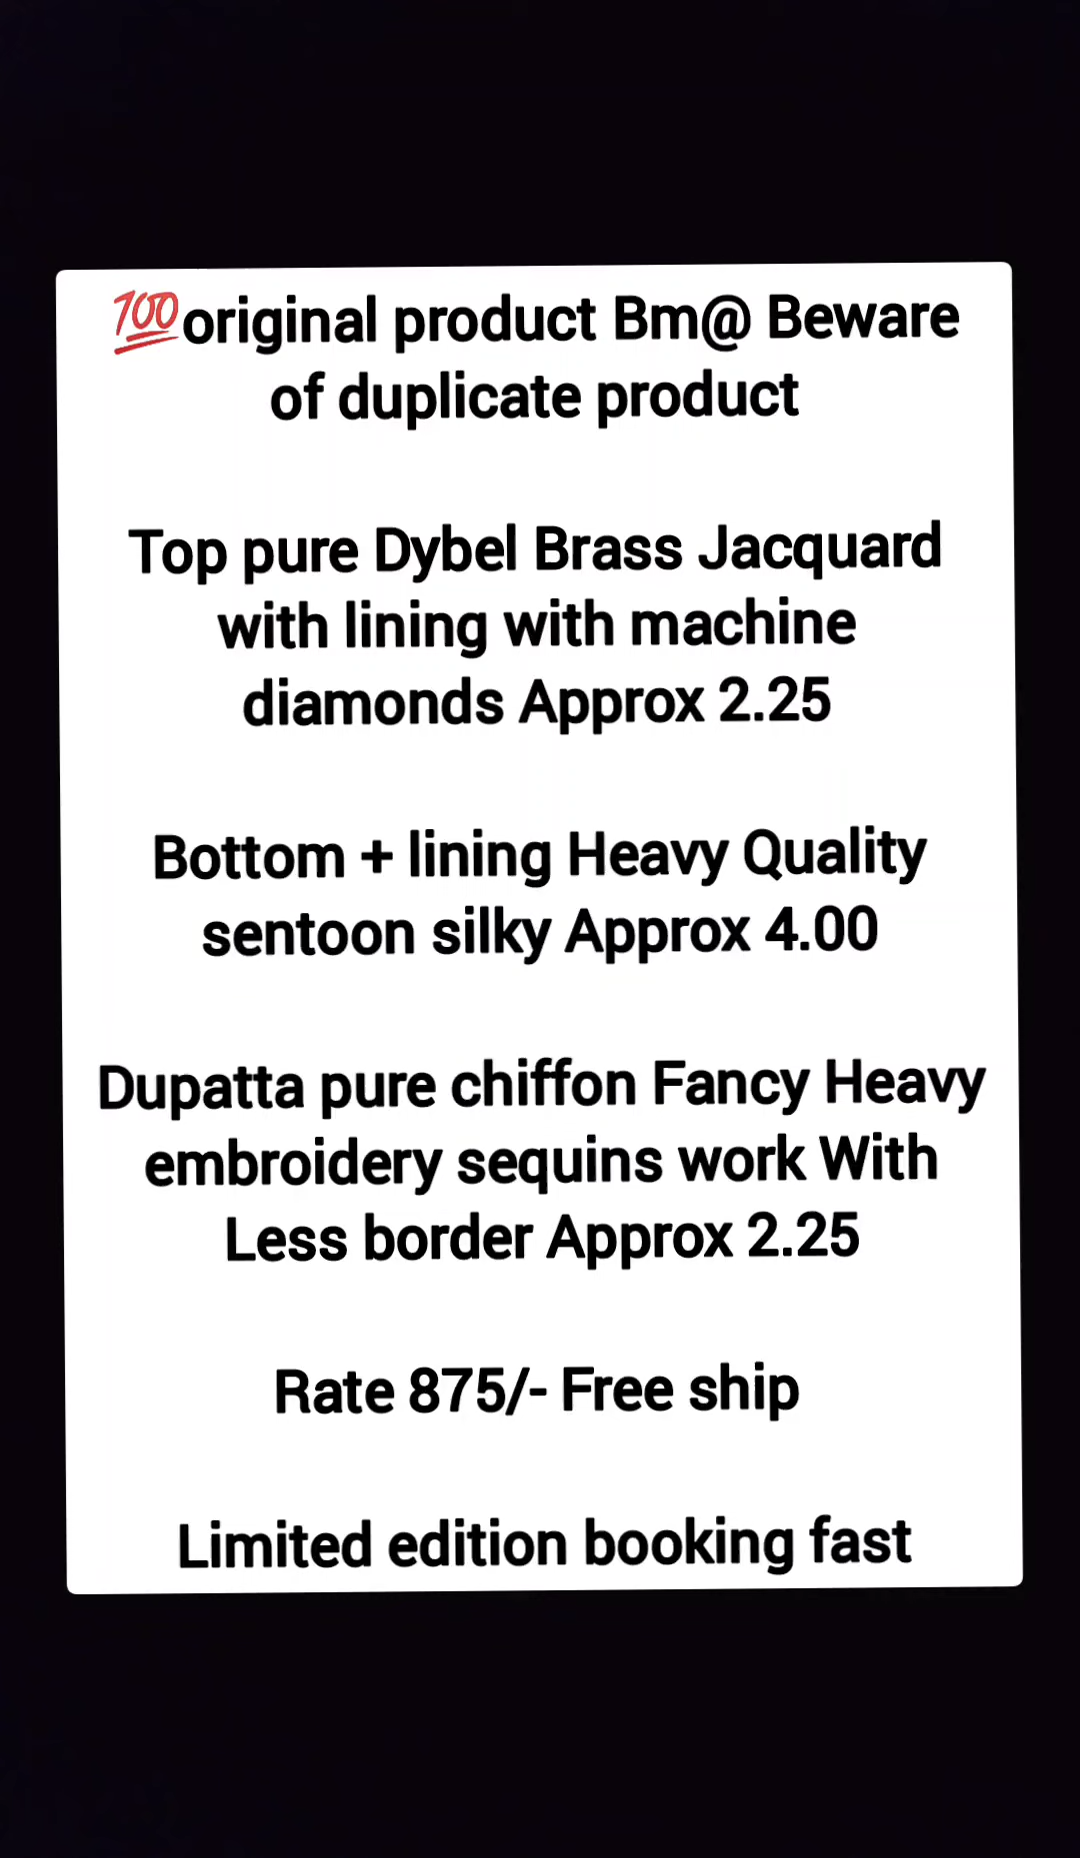 💯original product Bm@ Beware
of duplicate product
Top pure Dybel Brass Jacquard
with lining with machine
diamonds Approx 2.25
Bottom + lining Heavy Quality
sentoon silky Approx 4.00
Dupatta pure chiffon Fancy Heavy
embroidery sequins work With
Less border Approx 2.25
Rate 875/- Free ship
Limited edition booking fast